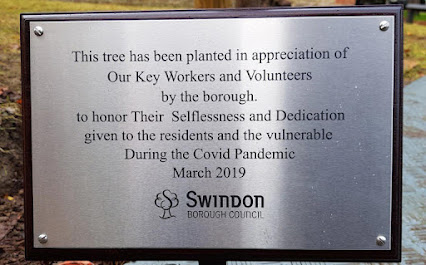 This tree has been planted in appreciation of
Our Key Workers and Volunteers
by the borough.
to honor Their Selflessness and Dedication
given to the residents and the vulnerable
During the Covid Pandemic
March 2019
Swindon
BOROUGH COUNCIL